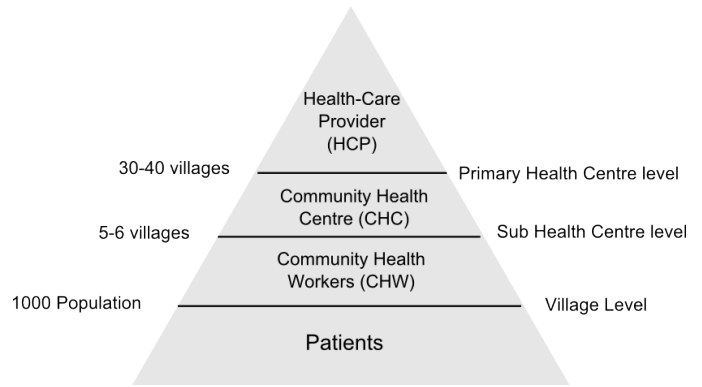 Health-Care
Provider
(HCP)
30-40 villages
Primary Health Centre level
Community Health
Centre (CHC)
5-6 villages
Sub Health Centre level
Community Health
Workers (CHW)
1000 Population
Village Level
Patients